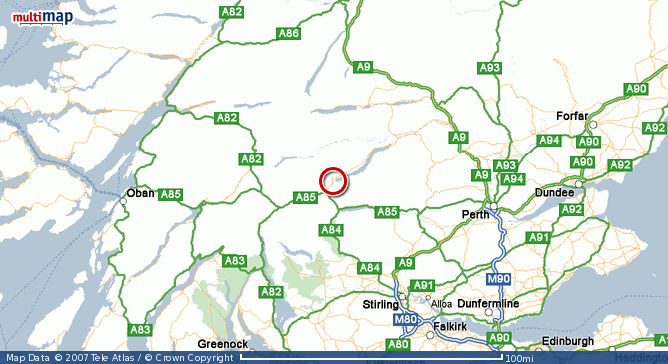 multimap
A82
A86
A9
A93
A90
Forfar
A82
A9
A94
A90
A92
A82
A93
A90
A9
A94
A92
Dundee
Oban
A85
A85
A85
Perth
A92
A84
A91
A83
A9
A84
M90
A82
A91
Stirling
Alloa
Dunfermline
A83
M80
Falkirk
A90
Greenock
A80
Edinburgh
Haddington
Map Data © 2007 Tele Atlas / © Crown Copyright
100mi